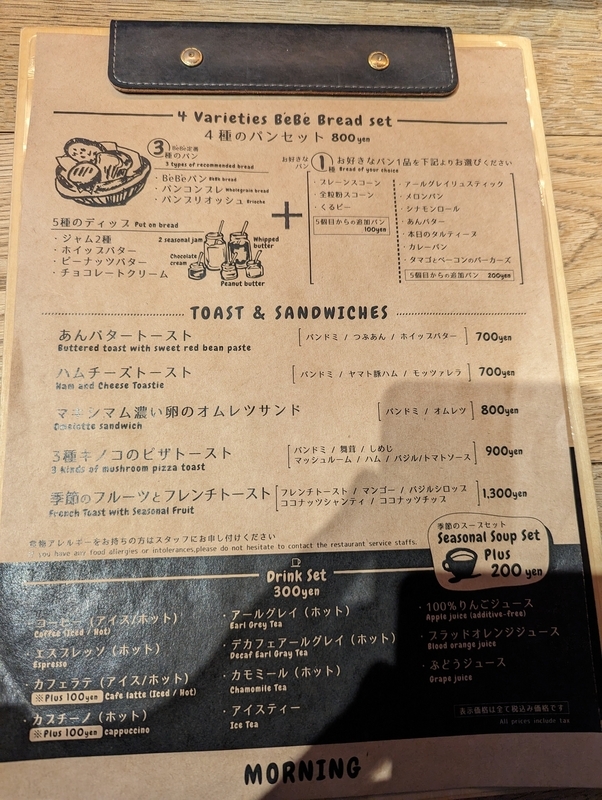 4 Varieties BeBe Bread set
4種のパンセット 800yen
3 BeBe定番
種のパン
3 types of recommended bread
・BeBeパン BeBe bread
・パンコンプレ Wholegrain bread
・パンブリオッシュ Brioche
+
お好きな
パン
1 お好きなパン1品を下記よりお選びください
Bread of your choice
・プレーンスコーン
・全粒粉スコーン
・くるピー
5個目からの追加パン
100yen
・アールグレイリュスティック
・メロンパン
・シナモンロール
・あんバター
・本日のタルティーヌ
・カレーパン
・タマゴとベーコンのバーガーズ
5個目からの追加パン 200yen
5種のディップ Put on bread
・ジャム2種
・ホイップバター
・ピーナッツバター
・チョコレートクリーム
2 seasonal jam
Whipped
butter
Chocolate
cream
Peanut butter
TOAST & SANDWICHES
あんバタートースト
Buttered toast with sweet red bean paste
パンドミ / つぶあん / ホイップバター
700yen
ハムチーズトースト
Ham and Cheese Toastie
パンドミ / ヤマト豚ハム / モッツァレラ
700yen
マキシマム濃い卵のオムレツサンド
Omelette sandwich
パンドミ / オムレツ
800yen
3種キノコのピザトースト
3 kinds of mushroom pizza toast
パンドミ / 舞茸 / しめじ
マッシュルーム / ハム / バジル/トマトソース
900yen
季節のフルーツとフレンチトースト
French Toast with Seasonal Fruit
フレンチトースト / マンゴー / バジルシロップ
ココナッツシャンティ / ココナッツチップ
1,300yen
アレルギーをお持ちの方はスタッフにお申し付けください
you have any food allergies or intolerances,please do not hesitate to contact the restaurant service staffs.
季節のスープセット
Seasonal Soup Set
Plus
200 yen
Drink Set
300yen
・コーヒー (アイス/ホット)
Coffee (Iced / Hot)
・エスプレッソ (ホット)
Espresso
・カフェラテ (アイス/ホット)
※Plus 100yen Cafe latte (Iced / Hot)
・カプチーノ (ホット)
※Plus 100yen cappuccino
・アールグレイ (ホット)
Earl Grey Tea
・デカフェアールグレイ (ホット)
Decaf Earl Gray Tea
・カモミール (ホット)
Chamomile Tea
・アイスティー
Ice Tea
・100%りんごジュース
Apple juice (additive-free)
・ブラッドオレンジジュース
Blood orange juice
・ぶどうジュース
Grape juice
表示価格は全て税込み価格です
All prices include tax
MORNING